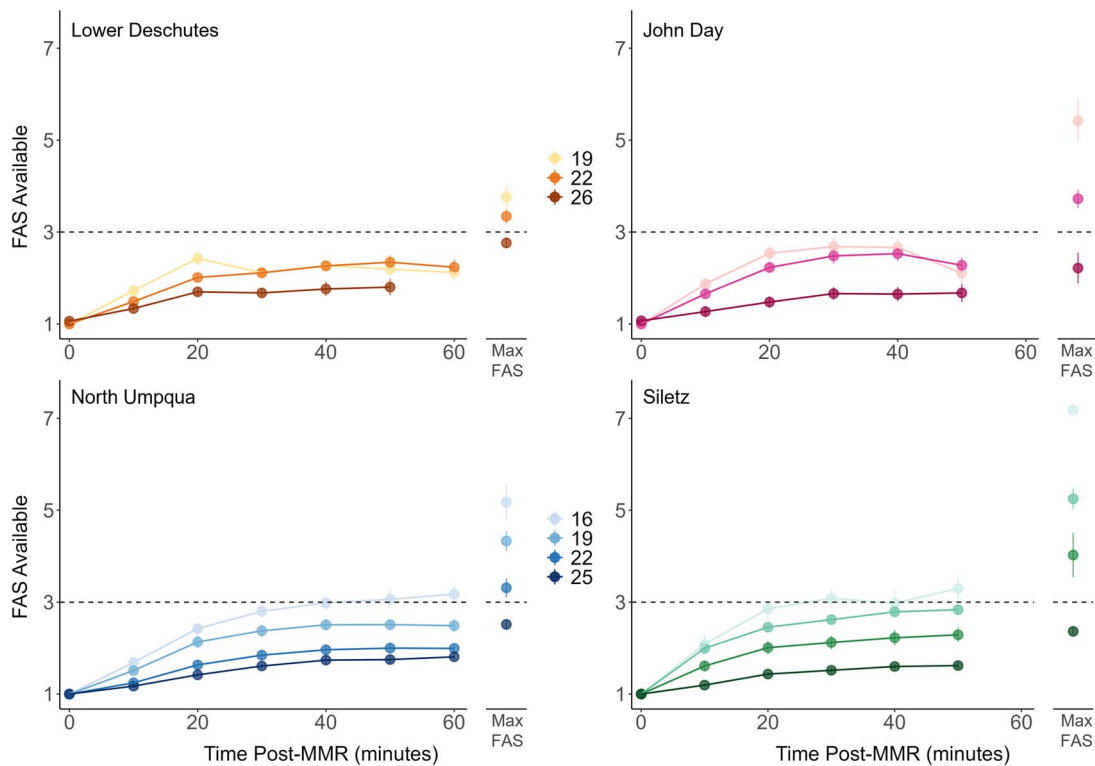 Lower Deschutes
John Day
FAS Available
7
5
3
1
0
20
40
60
Max
FAS
19
22
26
7
5
3
1
0
20
40
60
Max
FAS
North Umpqua
Siletz
FAS Available
7
5
3
1
0
20
40
60
Max
FAS
16
19
22
25
7
5
3
1
0
20
40
60
Max
FAS
Time Post-MMR (minutes)
Time Post-MMR (minutes)